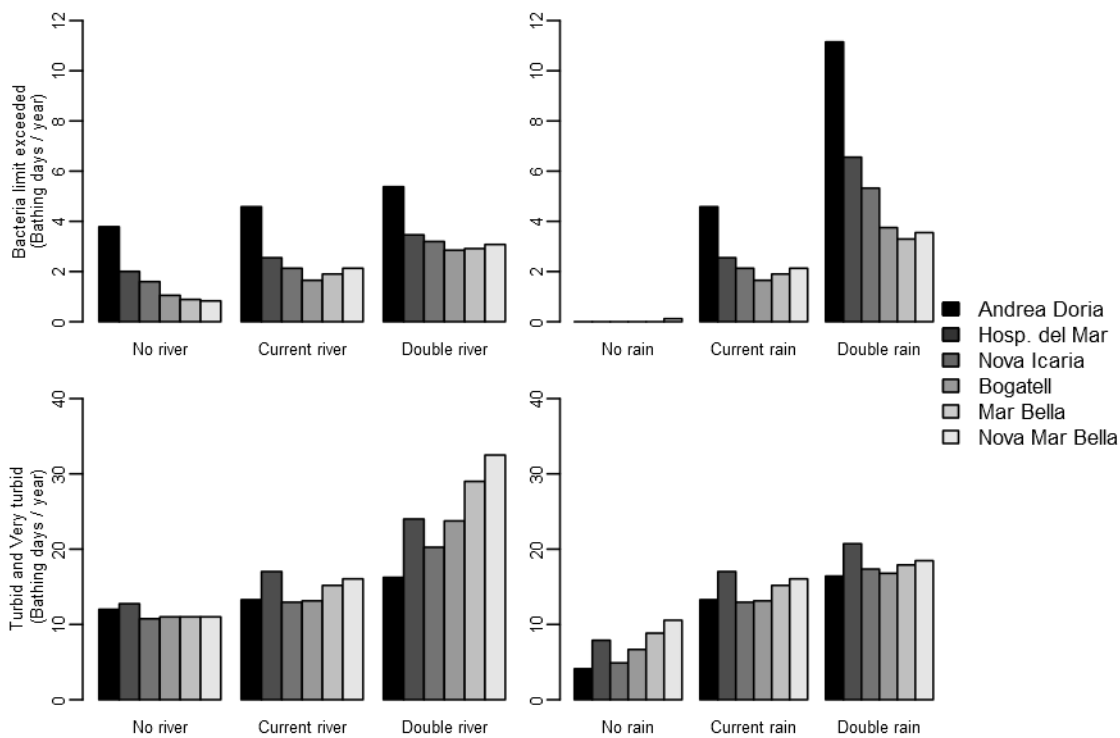 Bacteria limit exceeded
(Bathing days / year)
0
2
4
6
8
10
12
No river
Current river
Double river
0
2
4
6
8
10
12
No rain
Current rain
Double rain
Andrea Doria
Hosp. del Mar
Nova Icaria
Bogatell
Mar Bella
Nova Mar Bella
Turbid and Very turbid
(Bathing days / year)
0
10
20
30
40
No river
Current river
Double river
0
10
20
30
40
No rain
Current rain
Double rain